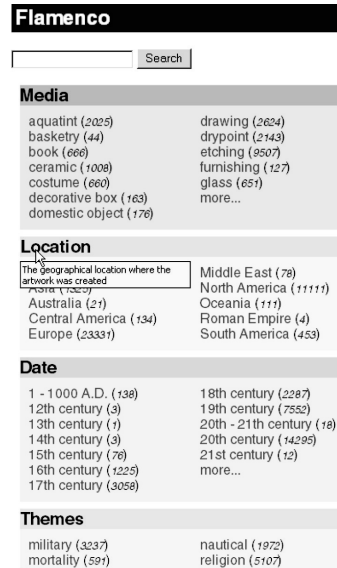 Flamenco
Search
Media
aquatint (2025)
basketry (44)
book (666)
ceramic (1008)
costume (660)
decorative box (163)
domestic object (176)
drawing (2624)
drypoint (2143)
etching (9507)
furnishing (127)
glass (651)
more...
Location
The geographical location where the
artwork was created
Asia (1325)
Australia (21)
Central America (134)
Europe (23331)
Middle East (78)
North America (11111)
Oceania (111)
Roman Empire (4)
South America (453)
Date
1 - 1000 A.D. (138)
12th century (3)
13th century (1)
14th century (3)
15th century (76)
16th century (1225)
17th century (3058)
18th century (2287)
19th century (7552)
20th - 21th century (18)
20th century (14295)
21st century (12)
more...
Themes
military (3237)
mortality (591)
nautical (1972)
religion (5107)